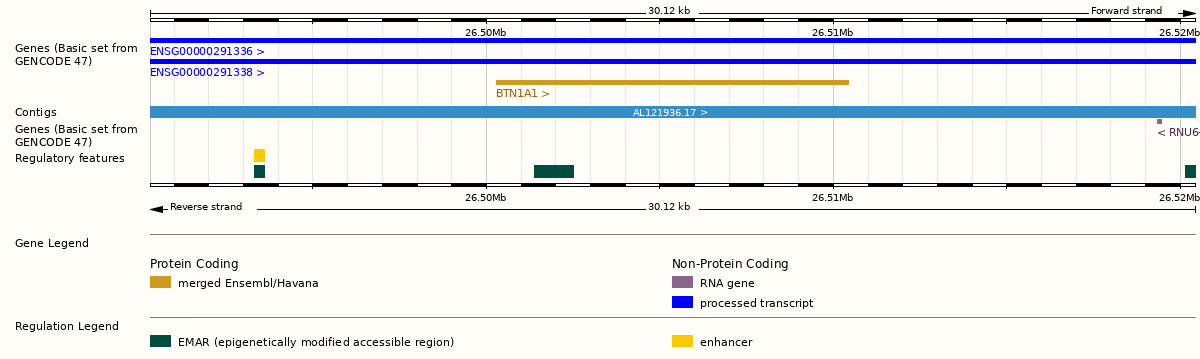 30.12 kb Forward strand
26.50Mb 26.51Mb 26.52Mb
Genes (Basic set from
GENCODE 47)
ENSG00000291336 >
ENSG00000291338 >
BTN1A1 >
Contigs AL121936.17 >
Genes (Basic set from
GENCODE 47)
< RNU6-
Regulatory features
26.50Mb 26.51Mb 26.52Mb
Reverse strand 30.12 kb
Gene Legend
Protein Coding Non-Protein Coding
merged Ensembl/Havana RNA gene
processed transcript
Regulation Legend
EMAR (epigenetically modified accessible region) enhancer